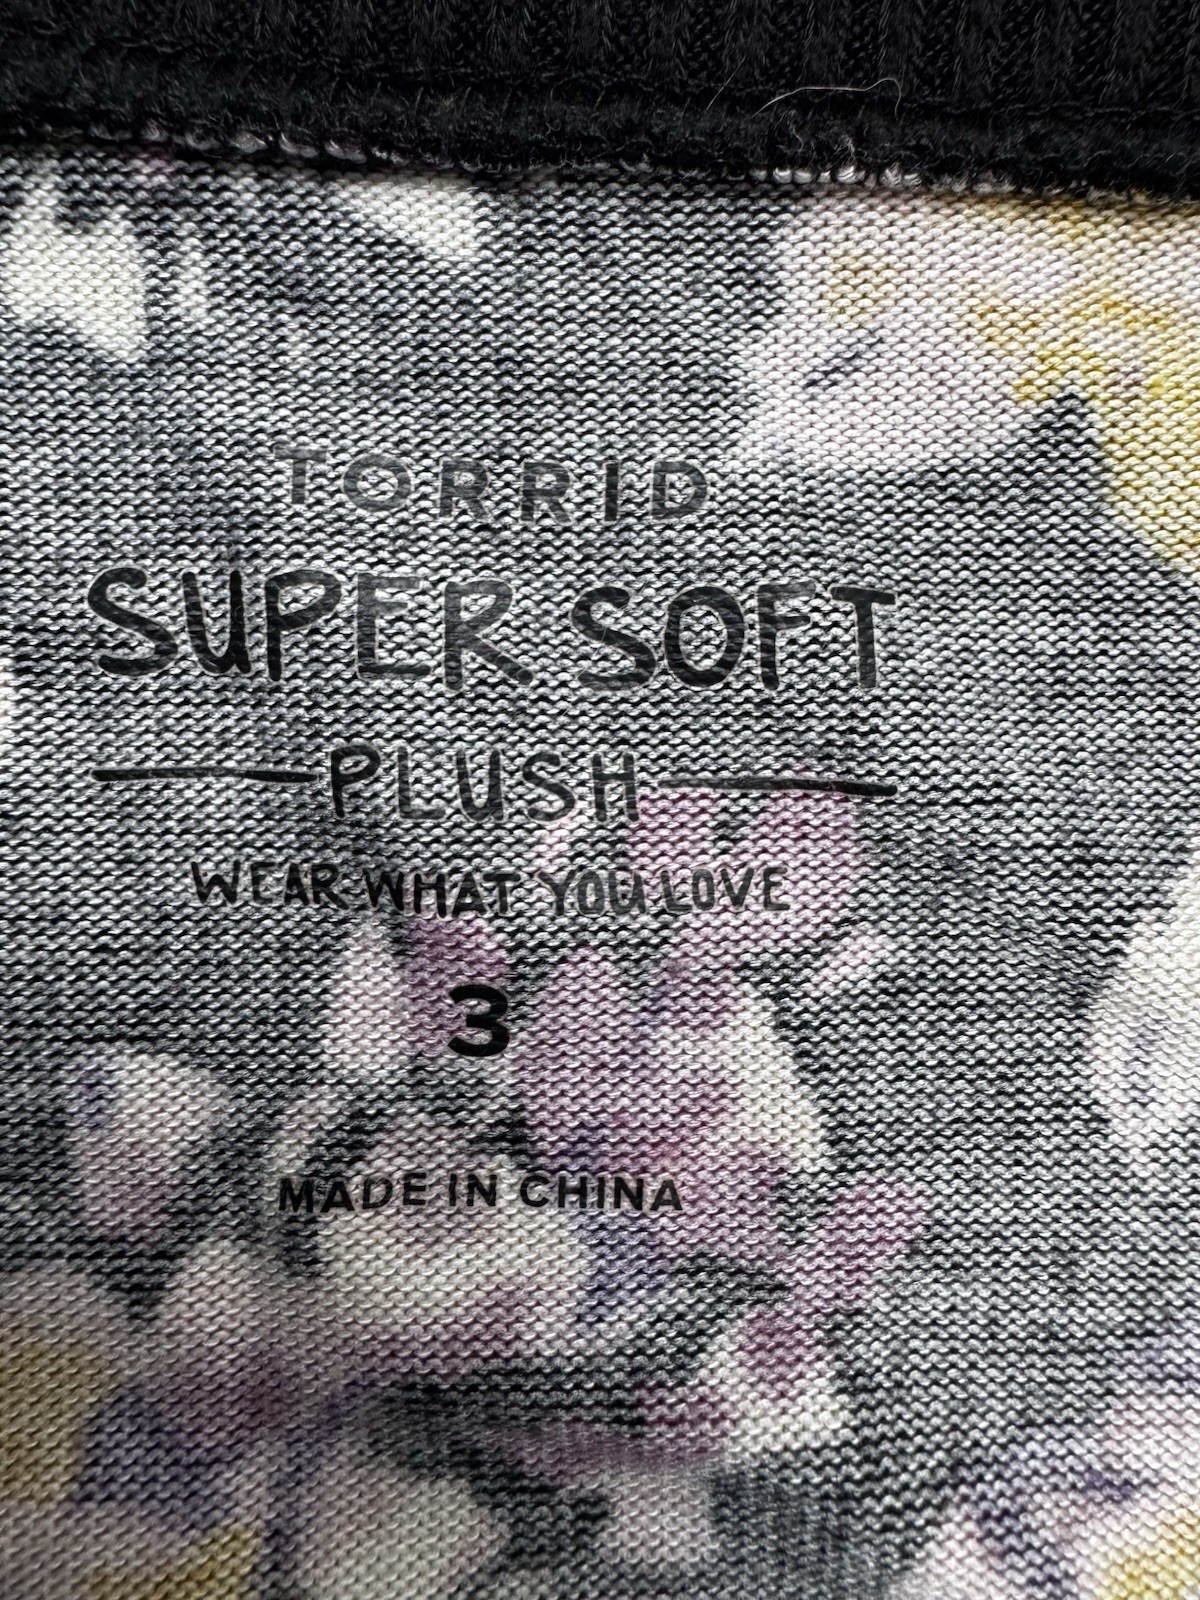 TORRID
SUPER SOFT
PLUSH
WEAR WHAT YOU LOVE
3
MADE IN CHINA